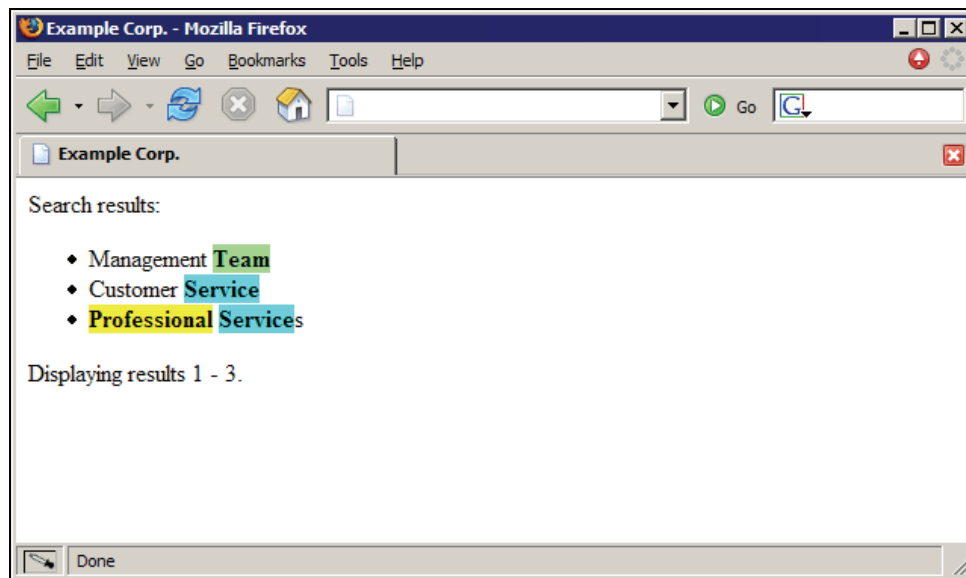 Example Corp. - Mozilla Firefox
File Edit View Go Bookmarks Tools Help
Go G
Example Corp.
Search results:
• Management Team
• Customer Service
• Professional Services
Displaying results 1 - 3.
Done